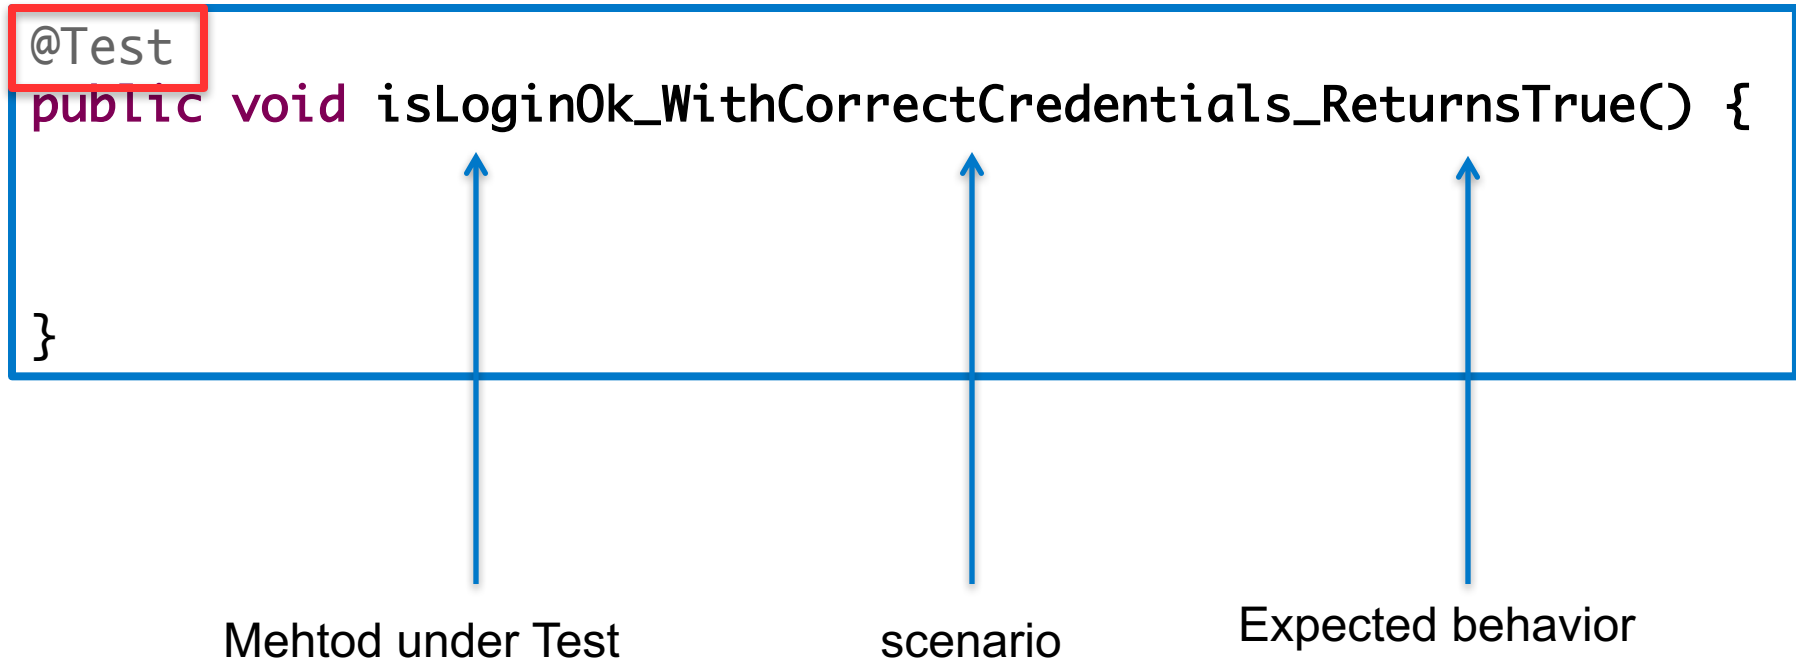 @Test
public void isLoginOk_WithCorrectCredentials_ReturnsTrue() {
}
Mehtod under Test
scenario
Expected behavior